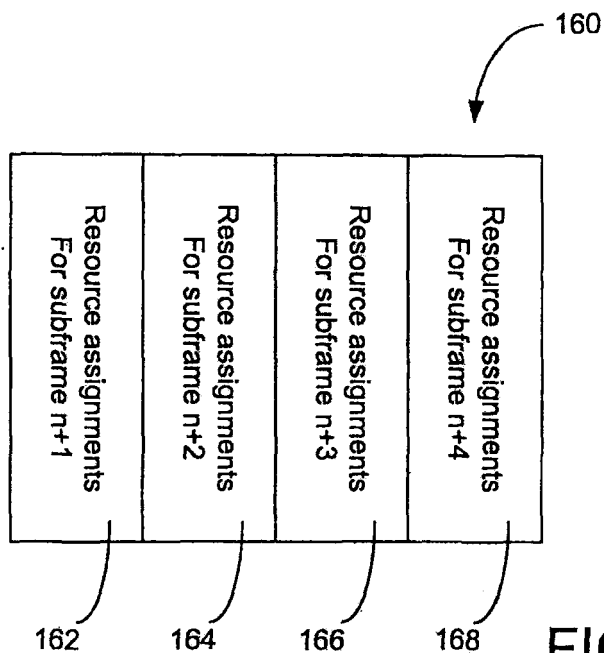 160
Resource assignments
For subframe n+1
Resource assignments
For subframe n+2
Resource assignments
For subframe n+3
Resource assignments
For subframe n+4
162
164
166
168